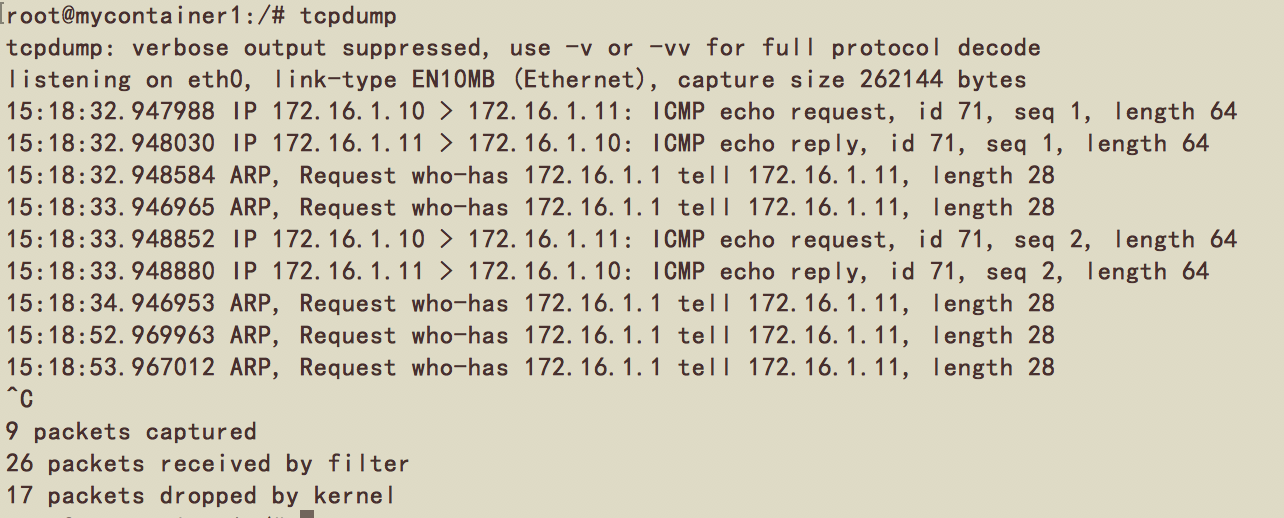 root@mycontainer1:/# tcpdump
tcpdump: verbose output suppressed, use -v or -vv for full protocol decode
listening on eth0, link-type EN10MB (Ethernet), capture size 262144 bytes
15:18:32.947988 IP 172.16.1.10 > 172.16.1.11: ICMP echo request, id 71, seq 1, length 64
15:18:32.948030 IP 172.16.1.11 > 172.16.1.10: ICMP echo reply, id 71, seq 1, length 64
15:18:32.948584 ARP, Request who-has 172.16.1.1 tell 172.16.1.11, length 28
15:18:33.946965 ARP, Request who-has 172.16.1.1 tell 172.16.1.11, length 28
15:18:33.948852 IP 172.16.1.10 > 172.16.1.11: ICMP echo request, id 71, seq 2, length 64
15:18:33.948880 IP 172.16.1.11 > 172.16.1.10: ICMP echo reply, id 71, seq 2, length 64
15:18:34.946953 ARP, Request who-has 172.16.1.1 tell 172.16.1.11, length 28
15:18:52.969963 ARP, Request who-has 172.16.1.1 tell 172.16.1.11, length 28
15:18:53.967012 ARP, Request who-has 172.16.1.1 tell 172.16.1.11, length 28
^C
9 packets captured
26 packets received by filter
17 packets dropped by kernel